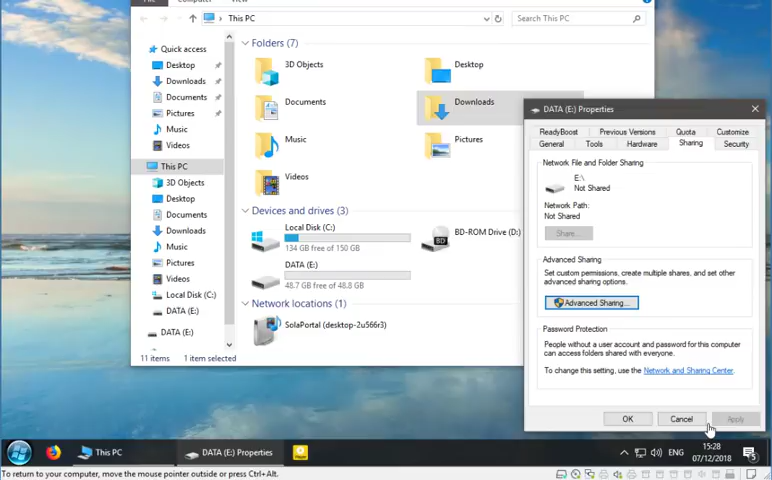 File
Computer
View
This PC
Search This PC
Quick access
Desktop
Downloads
Documents
Pictures
Music
Videos
This PC
3D Objects
Desktop
Documents
Downloads
Music
Pictures
Videos
Local Disk (C:)
DATA (E:)
DATA (E:)
Folders (7)
3D Objects
Desktop
Documents
Downloads
Music
Pictures
Videos
Devices and drives (3)
Local Disk (C:)
134 GB free of 150 GB
BD
BD-ROM Drive (D:)
DATA (E:)
48.7 GB free of 48.8 GB
Network locations (1)
SolaPortal (desktop-2u566r3)
11 items
1 item selected
DATA (E:) Properties
ReadyBoost
Previous Versions
Quota
Customize
General
Tools
Hardware
Sharing
Security
Network File and Folder Sharing
E:\
Not Shared
Network Path:
Not Shared
Share...
Advanced Sharing
Set custom permissions, create multiple shares, and set other
advanced sharing options.
Advanced Sharing...
Password Protection
People without a user account and password for this computer
can access folders shared with everyone.
To change this setting, use the Network and Sharing Center.
OK
Cancel
Apply
This PC
DATA (E:) Properties
ENG
15:28
07/12/2018
To return to your computer, move the mouse pointer outside or press Ctrl+Alt.